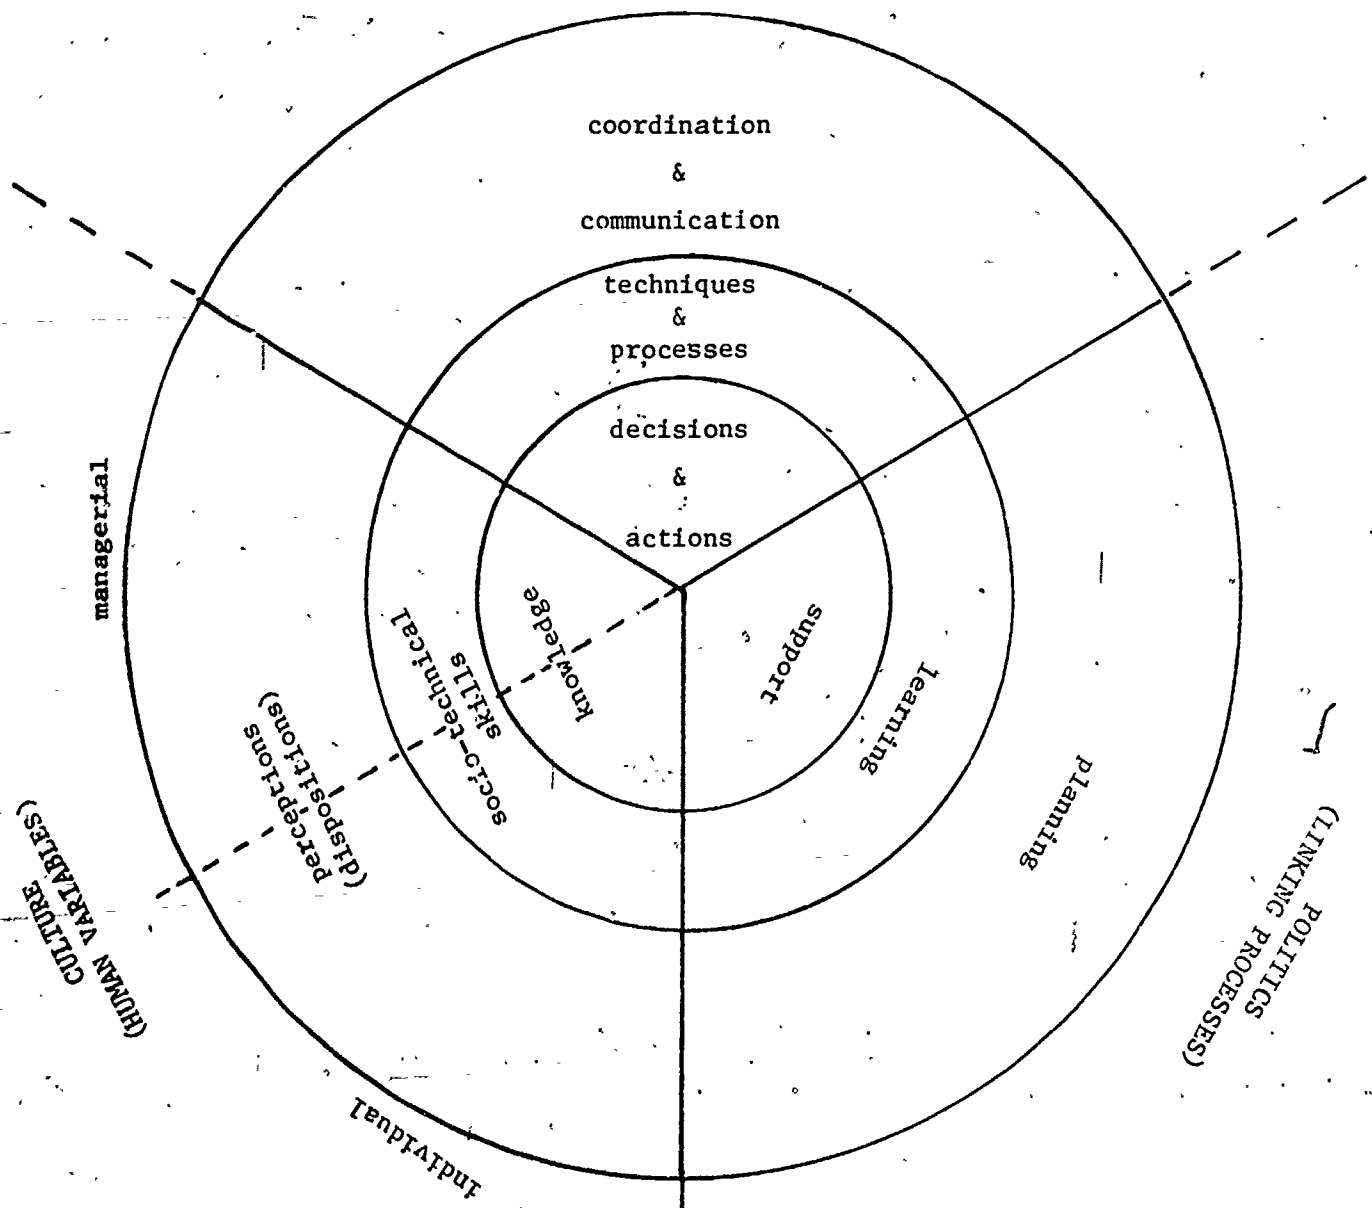 coordination
&
communication
techniques
&
processes
decisions
&
actions
managerial
knowledge
socio-technical
skills
perceptions
(dispositions)
CULTURE
(HUMAN VARIABLES)
individual
support
learning
planning
POLITICS
(LINKING PROCESSES)